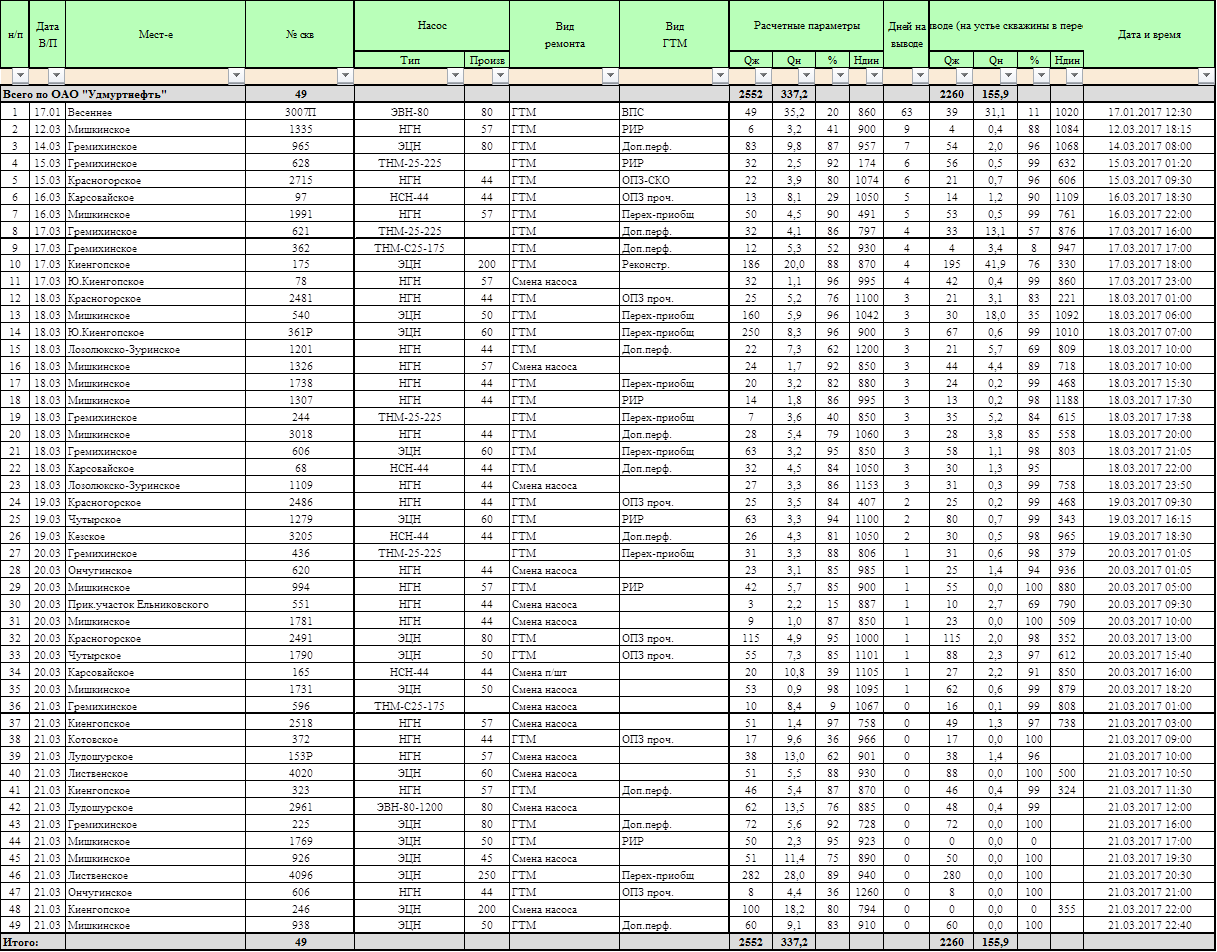 н/п Дата В/П Мест-е № скв Насос Вид ремонта Вид ГТМ Расчетные параметры Дней на выводе воде (на устье скважины в пере Дата и время
Тип Произв Qж Qн % Ндин Qж Qн % Ндин
Всего по ОАО "Удмуртнефть" 49 2552 337,2 2260 155,9
1 17.01 Весеннее 3007П ЭВН-80 80 ГТМ ВПС 49 35,2 20 860 63 39 31,1 11 1020 17.01.2017 12:30
2 12.03 Мишкинское 1335 НГН 57 ГТМ РИР 6 3,2 41 900 9 4 0,4 88 1084 12.03.2017 18:15
3 14.03 Гремихинское 965 ЭЦН 80 ГТМ Доп.перф. 83 9,8 87 957 7 54 2,0 96 1068 14.03.2017 08:00
4 15.03 Гремихинское 628 ТНМ-25-225 ГТМ РИР 32 2,5 92 174 6 56 0,5 99 632 15.03.2017 01:20
5 15.03 Красногорское 2715 НГН 44 ГТМ ОПЗ-СКО 22 3,9 80 1074 6 21 0,7 96 606 15.03.2017 09:30
6 16.03 Карсовайское 97 НСН-44 44 ГТМ ОПЗ проч. 13 8,1 29 1050 5 14 1,2 90 1109 16.03.2017 18:30
7 16.03 Мишкинское 1991 НГН 57 ГТМ Перех-приобщ 50 4,5 90 491 5 53 0,5 99 761 16.03.2017 22:00
8 17.03 Гремихинское 621 ТНМ-25-225 ГТМ Доп.перф. 32 4,1 86 797 4 33 13,1 57 876 17.03.2017 16:00
9 17.03 Гремихинское 362 ТНМ-С25-175 ГТМ Доп.перф. 12 5,3 52 930 4 4 3,4 8 947 17.03.2017 17:00
10 17.03 Киенгопское 175 ЭЦН 200 ГТМ Реконстр. 186 20,0 88 870 4 195 41,9 76 330 17.03.2017 18:00
11 17.03 Ю.Киенгопское 78 НГН 57 Смена насоса 32 1,1 96 995 4 42 0,4 99 860 17.03.2017 23:00
12 18.03 Красногорское 2481 НГН 44 ГТМ ОПЗ проч. 25 5,2 76 1100 3 21 3,1 83 221 18.03.2017 01:00
13 18.03 Мишкинское 540 ЭЦН 50 ГТМ Перех-приобщ 160 5,9 96 1042 3 30 18,0 35 1092 18.03.2017 06:00
14 18.03 Ю.Киенгопское 361Р ЭЦН 60 ГТМ Перех-приобщ 250 8,3 96 900 3 67 0,6 99 1010 18.03.2017 07:00
15 18.03 Лозолюкско-Зуринское 1201 НГН 44 ГТМ Доп.перф. 22 7,3 62 1200 3 21 5,7 69 809 18.03.2017 10:00
16 18.03 Мишкинское 1326 НГН 57 Смена насоса 24 1,7 92 850 3 44 4,4 89 718 18.03.2017 10:00
17 18.03 Мишкинское 1738 НГН 44 ГТМ Перех-приобщ 20 3,2 82 880 3 24 0,2 99 468 18.03.2017 15:30
18 18.03 Мишкинское 1307 НГН 44 ГТМ РИР 14 1,8 86 995 3 13 0,2 98 1188 18.03.2017 17:30
19 18.03 Гремихинское 244 ТНМ-25-225 ГТМ Перех-приобщ 7 3,6 40 850 3 35 5,2 84 615 18.03.2017 17:38
20 18.03 Мишкинское 3018 НГН 44 ГТМ Доп.перф. 28 5,4 79 1060 3 28 3,8 85 558 18.03.2017 20:00
21 18.03 Гремихинское 606 ЭЦН 60 ГТМ Перех-приобщ 63 3,2 95 850 3 58 1,1 98 803 18.03.2017 21:05
22 18.03 Карсовайское 68 НСН-44 44 ГТМ Доп.перф. 32 4,5 84 1050 3 30 1,3 95 18.03.2017 22:00
23 18.03 Лозолюкско-Зуринское 1109 НГН 44 Смена насоса 27 3,3 86 1153 3 31 0,3 99 758 18.03.2017 23:50
24 19.03 Красногорское 2486 НГН 44 ГТМ ОПЗ проч. 25 3,5 84 407 2 25 0,2 99 468 19.03.2017 09:30
25 19.03 Чутырское 1279 ЭЦН 60 ГТМ РИР 63 3,3 94 1100 2 80 0,7 99 343 19.03.2017 16:15
26 19.03 Кезское 3205 НСН-44 44 ГТМ Доп.перф. 26 4,3 81 1050 2 30 0,5 98 965 19.03.2017 18:30
27 20.03 Гремихинское 436 ТНМ-25-225 ГТМ Перех-приобщ 31 3,3 88 806 1 31 0,6 98 379 20.03.2017 01:05
28 20.03 Ончугинское 620 НГН 44 Смена насоса 23 3,1 85 985 1 25 1,4 94 936 20.03.2017 01:05
29 20.03 Мишкинское 994 НГН 57 ГТМ РИР 42 5,7 85 900 1 55 0,0 100 880 20.03.2017 05:00
30 20.03 Прик.участок Ельниковского 551 НГН 44 Смена насоса 3 2,2 15 887 1 10 2,7 69 790 20.03.2017 09:30
31 20.03 Мишкинское 1781 НГН 44 Смена насоса 9 1,0 87 850 1 23 0,0 100 509 20.03.2017 10:00
32 20.03 Красногорское 2491 ЭЦН 80 ГТМ ОПЗ проч. 115 4,9 95 1000 1 115 2,0 98 352 20.03.2017 13:00
33 20.03 Чутырское 1790 ЭЦН 50 ГТМ ОПЗ проч. 55 7,3 85 1101 1 88 2,3 97 612 20.03.2017 15:40
34 20.03 Карсовайское 165 НСН-44 44 Смена п/шт 20 10,8 39 1105 1 27 2,2 91 850 20.03.2017 16:00
35 20.03 Мишкинское 1731 ЭЦН 50 Смена насоса 53 0,9 98 1095 1 62 0,6 99 879 20.03.2017 18:20
36 21.03 Гремихинское 596 ТНМ-С25-175 Смена насоса 10 8,4 9 1067 0 16 0,1 99 808 21.03.2017 01:00
37 21.03 Киенгопское 2518 НГН 57 Смена насоса 51 1,4 97 758 0 49 1,3 97 738 21.03.2017 03:00
38 21.03 Котовское 372 НГН 44 ГТМ ОПЗ проч. 17 9,6 36 966 0 17 0,0 100 21.03.2017 09:00
39 21.03 Лудошурское 153Р НГН 57 Смена насоса 38 13,0 62 901 0 38 1,4 96 21.03.2017 10:00
40 21.03 Лиственское 4020 ЭЦН 60 Смена насоса 51 5,5 88 930 0 88 0,0 100 500 21.03.2017 10:50
41 21.03 Киенгопское 323 НГН 57 ГТМ Доп.перф. 46 5,4 87 870 0 46 0,4 99 324 21.03.2017 11:30
42 21.03 Лудошурское 2961 ЭВН-80-1200 80 Смена насоса 62 13,5 76 885 0 48 0,4 99 21.03.2017 12:00
43 21.03 Гремихинское 225 ЭЦН 80 ГТМ Доп.перф. 72 5,6 92 728 0 72 0,0 100 21.03.2017 16:00
44 21.03 Мишкинское 1769 ЭЦН 50 ГТМ РИР 50 2,3 95 923 0 0 0,0 0 21.03.2017 17:00
45 21.03 Мишкинское 926 ЭЦН 45 Смена насоса 51 11,4 75 890 0 50 0,0 100 21.03.2017 19:30
46 21.03 Лиственское 4096 ЭЦН 250 ГТМ Перех-приобщ 282 28,0 89 940 0 280 0,0 100 21.03.2017 20:30
47 21.03 Ончугинское 606 НГН 44 ГТМ ОПЗ проч. 8 4,4 36 1260 0 8 0,0 100 21.03.2017 21:00
48 21.03 Киенгопское 246 ЭЦН 200 Смена насоса 100 18,2 80 794 0 0 0,0 0 355 21.03.2017 22:00
49 21.03 Мишкинское 938 ЭЦН 50 ГТМ Доп.перф. 60 9,1 83 910 0 60 0,0 100 21.03.2017 22:40
Итого: 49 2552 337,2 2260 155,9